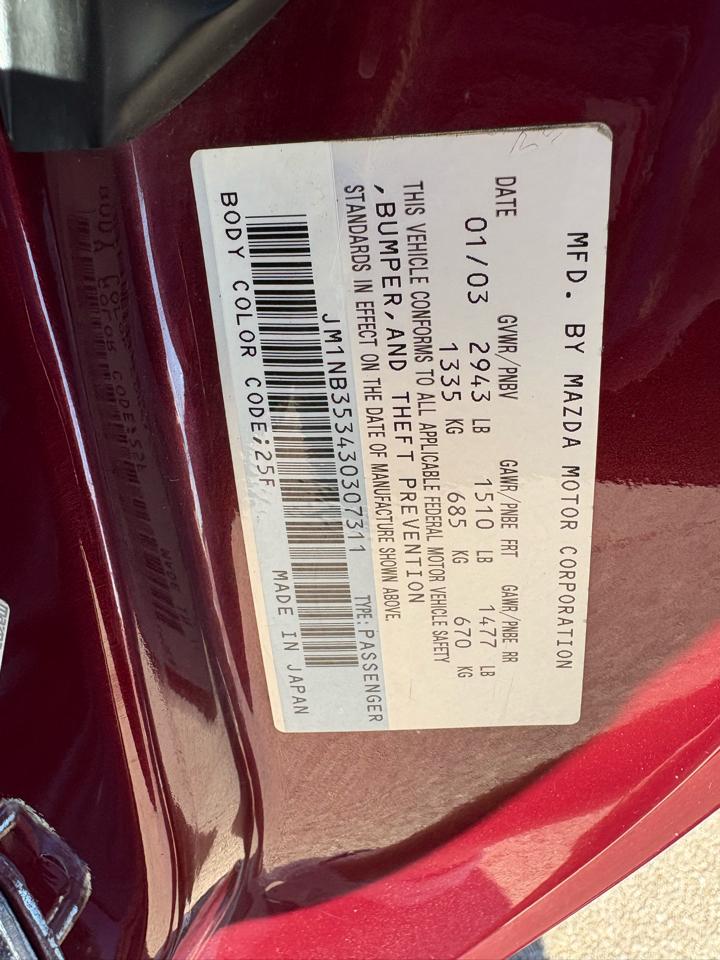 MFD. BY MAZDA MOTOR CORPORATION
DATE GVWR/PNBV GAWR/PNBE FRT GAWR/PNBE RR
01/03 2943 LB 1510 LB 1477 LB
1335 KG 685 KG 670 KG
THIS VEHICLE CONFORMS TO ALL APPLICABLE FEDERAL MOTOR VEHICLE SAFETY
, BUMPER, AND THEFT PREVENTION
STANDARDS IN EFFECT ON THE DATE OF MANUFACTURE SHOWN ABOVE.
JM1NB353430307311 TYPE: PASSENGER
BODY COLOR CODE;25F MADE IN JAPAN